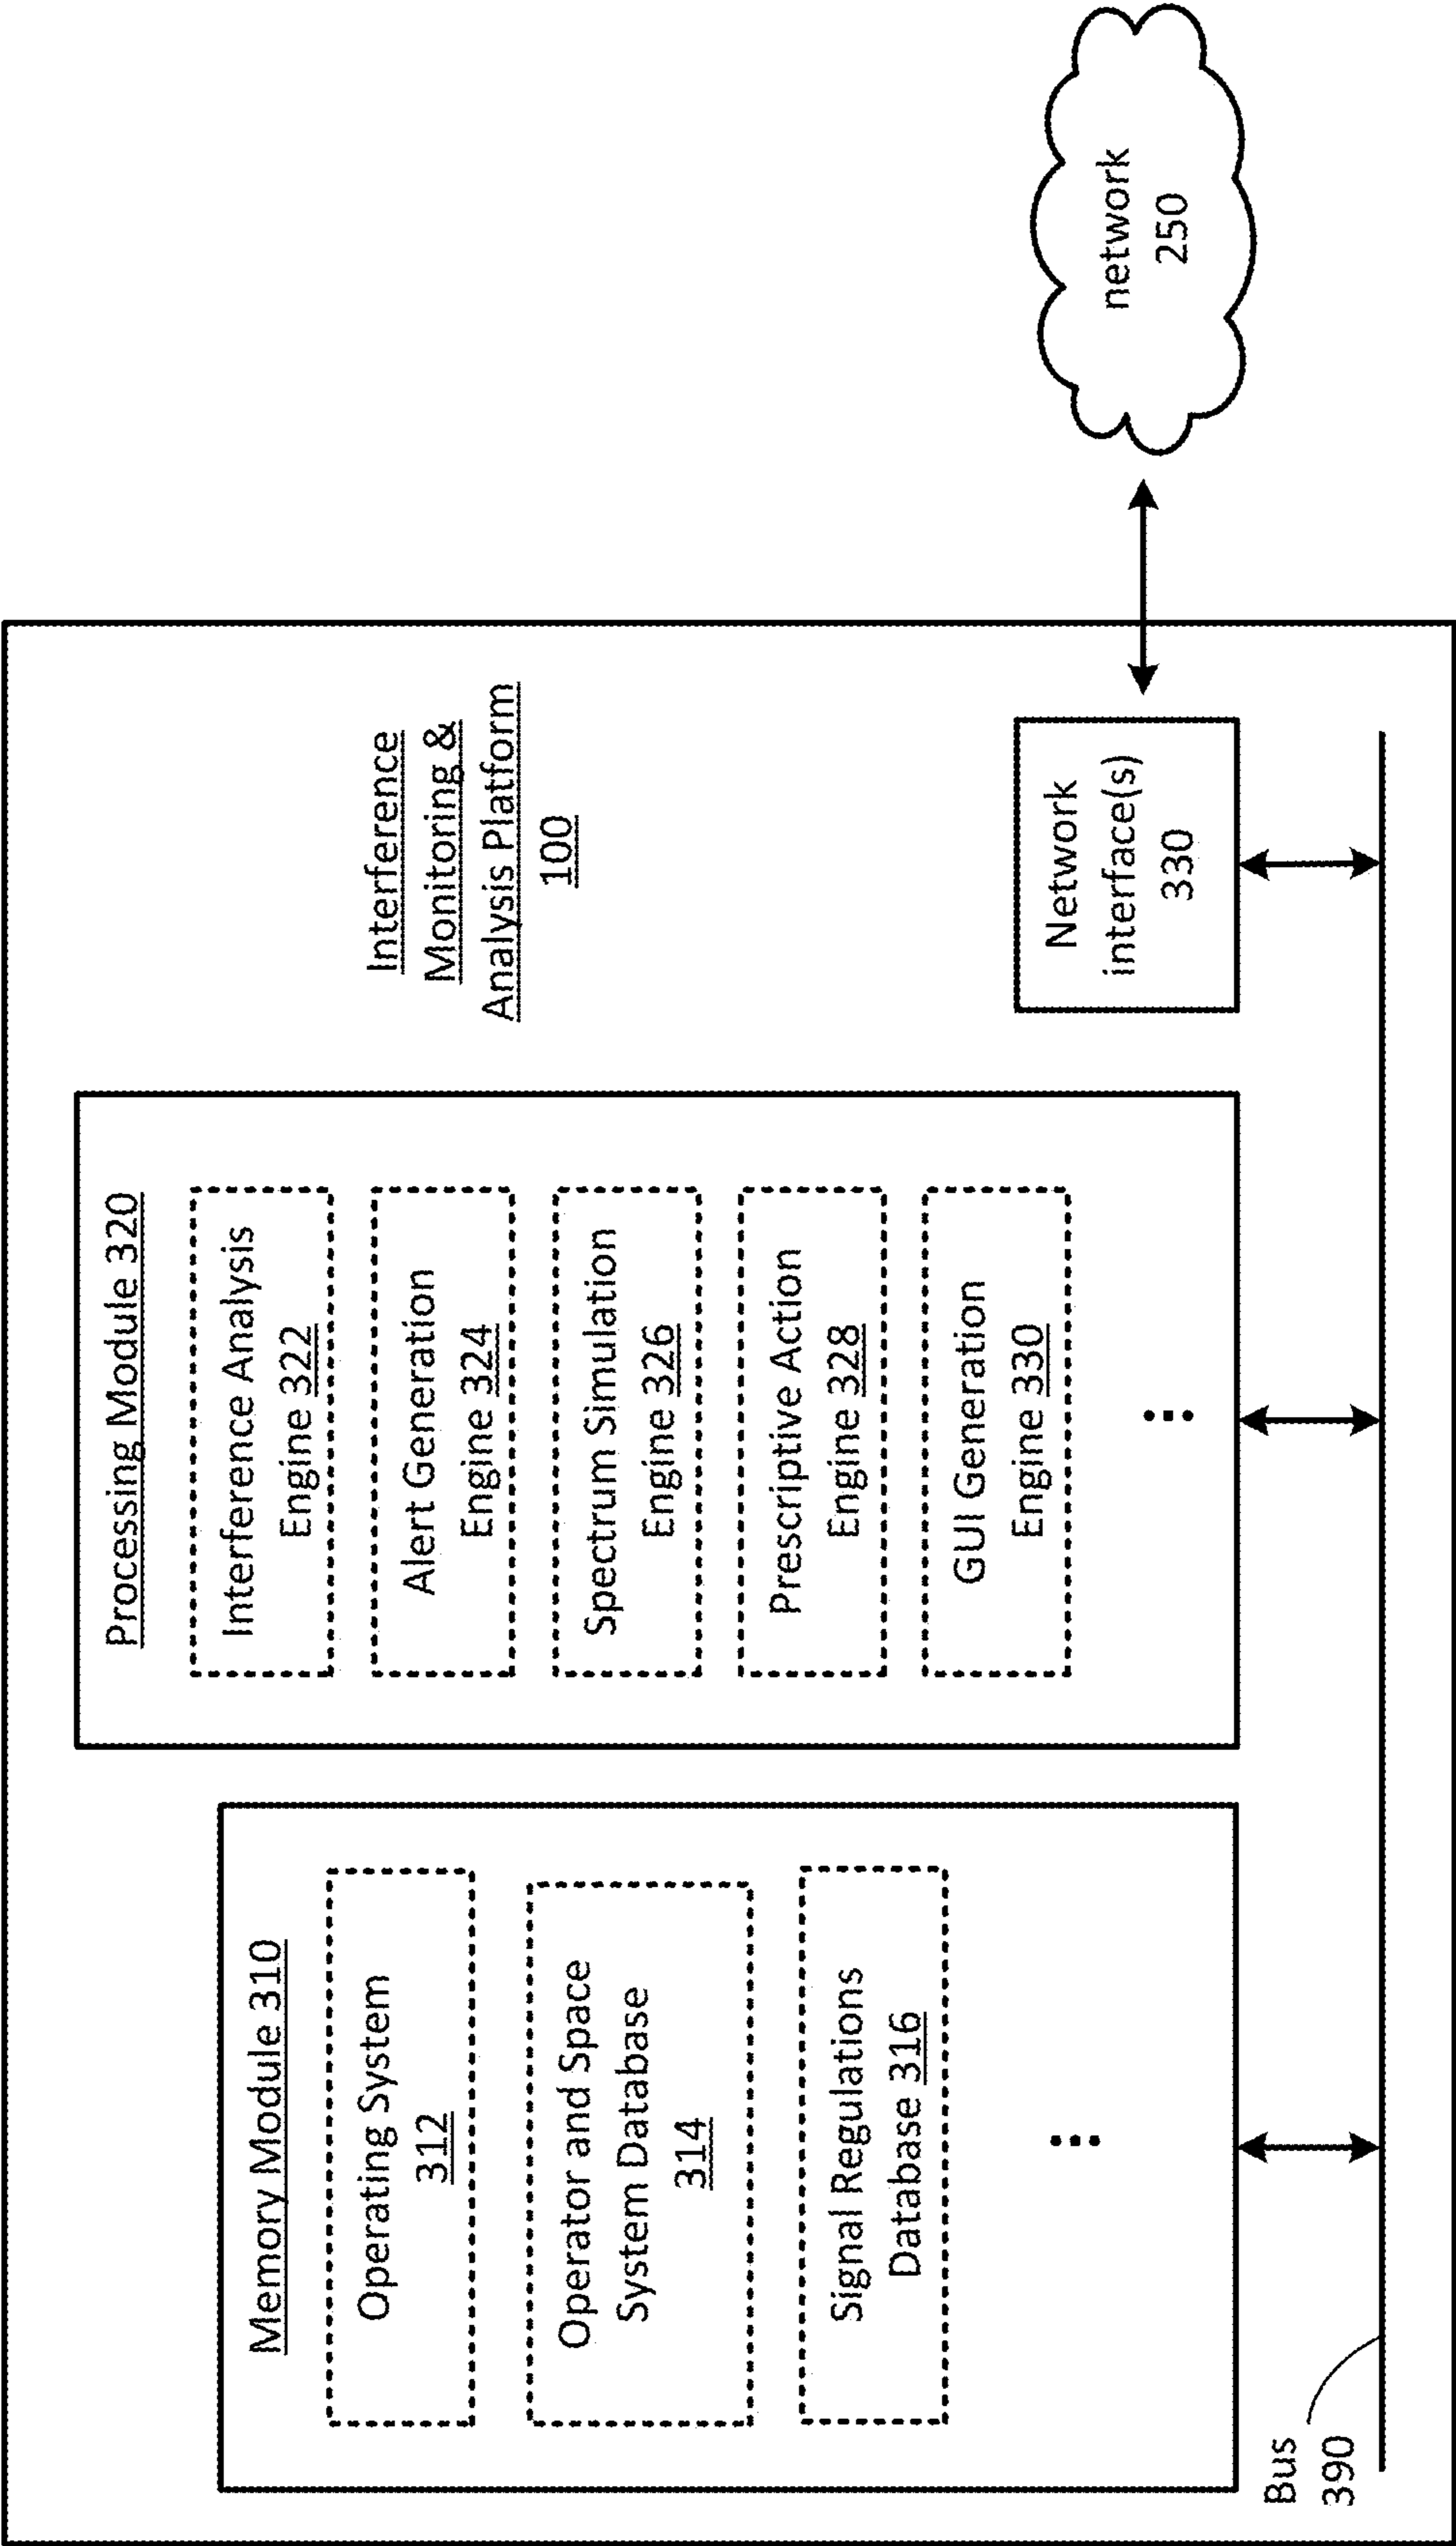 Memory Module 310
Operating System
312
Operator and Space
System Database
314
Signal Regulations
Database 316
...
Processing Module 320
Interference Analysis
Engine 322
Alert Generation
Engine 324
Spectrum Simulation
Engine 326
Prescriptive Action
Engine 328
GUI Generation
Engine 330
...
Interference
Monitoring &
Analysis Platform
100
Network
interface(s)
330
network
250
Bus
390